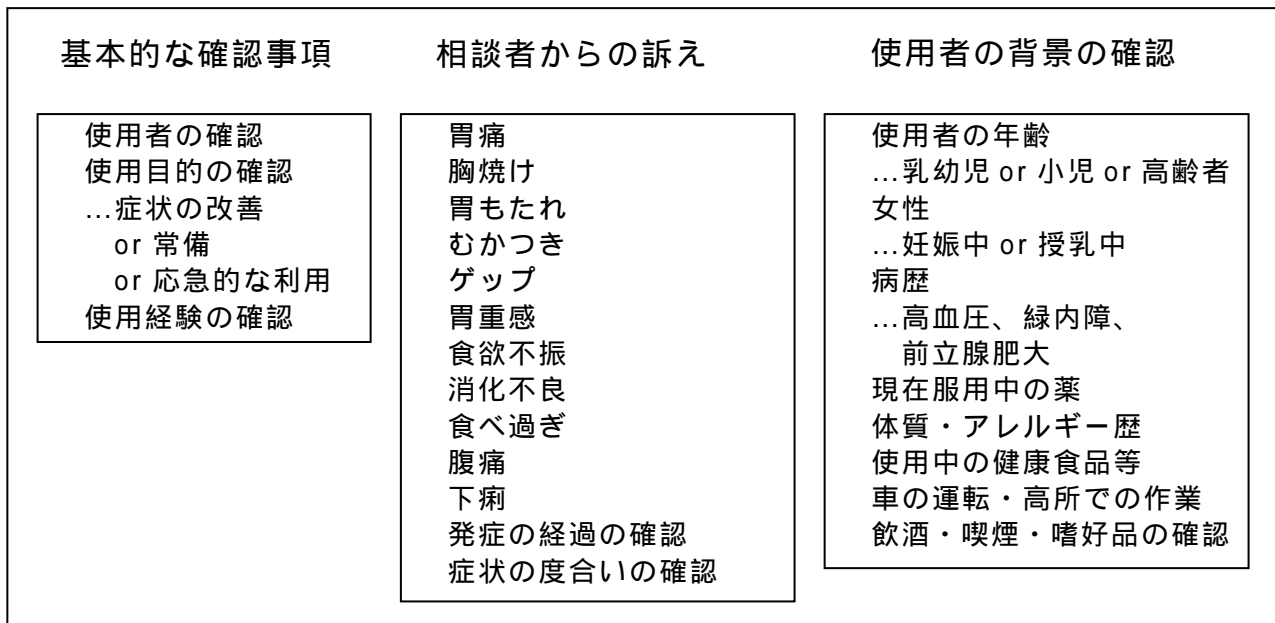 基本的な確認事項
使用者の確認
使用目的の確認
…症状の改善
or 常備
or 応急的な利用
使用経験の確認
相談者からの訴え
胃痛
胸焼け
胃もたれ
むかつき
ゲップ
胃重感
食欲不振
消化不良
食べ過ぎ
腹痛
下痢
発症の経過の確認
症状の度合いの確認
使用者の背景の確認
使用者の年齢
…乳幼児 or 小児 or 高齢者
女性
…妊娠中 or 授乳中
病歴
…高血圧、緑内障、
前立腺肥大
現在服用中の薬
体質・アレルギー歴
使用中の健康食品等
車の運転・高所での作業
飲酒・喫煙・嗜好品の確認